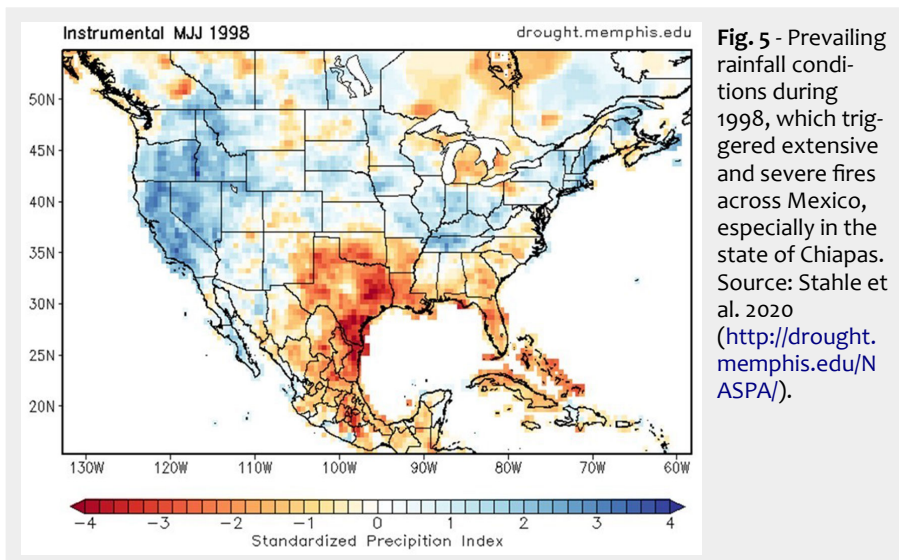 Instrumental MJJ 1998
drought.memphis.edu
50N
45N
40N
35N
30N
25N
20N
130W 120W 110W 100W 90W 80W 70W 60W
−4 −3 −2 −1 0 1 2 3 4
Standardized Precipition Index
Fig. 5 - Prevailing
rainfall condi-
tions during
1998, which trig-
gered extensive
and severe fires
across Mexico,
especially in the
state of Chiapas.
Source: Stahle et
al. 2020
(http://drought.
memphis.edu/N
ASPA/).